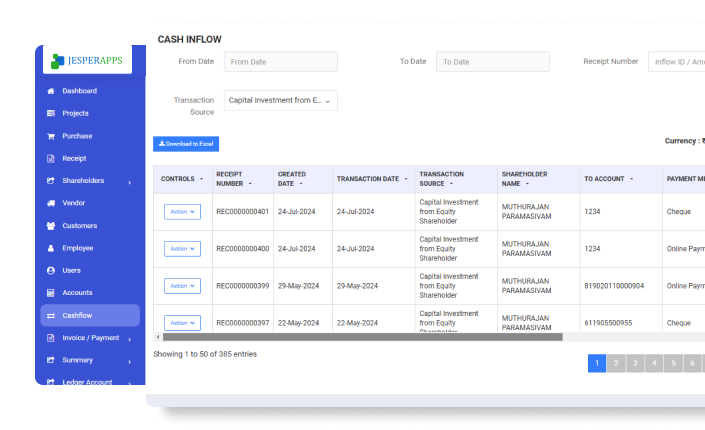 CASH INFLOW
JESPERAPPS
From Date From Date To Date To Date Receipt Number Inflow ID / Am
Transaction Source Capital Investment from E...
Download to Excel
Currency : ₹
Dashboard
Projects
Purchase
Receipt
Shareholders
Vendor
Customers
Employee
Users
Accounts
Cashflow
Invoice / Payment
Summary
Ledger Account
CONTROLS RECEIPT NUMBER CREATED DATE TRANSACTION DATE TRANSACTION SOURCE SHAREHOLDER NAME TO ACCOUNT PAYMENT M
Action REC0000000401 24-Jul-2024 24-Jul-2024 Capital Investment from Equity Shareholder MUTHURAJAN PARAMASIVAM 1234 Cheque
Action REC0000000400 24-Jul-2024 24-Jul-2024 Capital Investment from Equity Shareholder MUTHURAJAN PARAMASIVAM 1234 Online Paym
Action REC0000000399 29-May-2024 29-May-2024 Capital Investment from Equity Shareholder MUTHURAJAN PARAMASIVAM 819020110000904 Online Paym
Action REC0000000397 22-May-2024 22-May-2024 Capital Investment from Equity Shareholder MUTHURAJAN PARAMASIVAM 611905500955 Cheque
Showing 1 to 50 of 385 entries
1 2 3 4 5 6